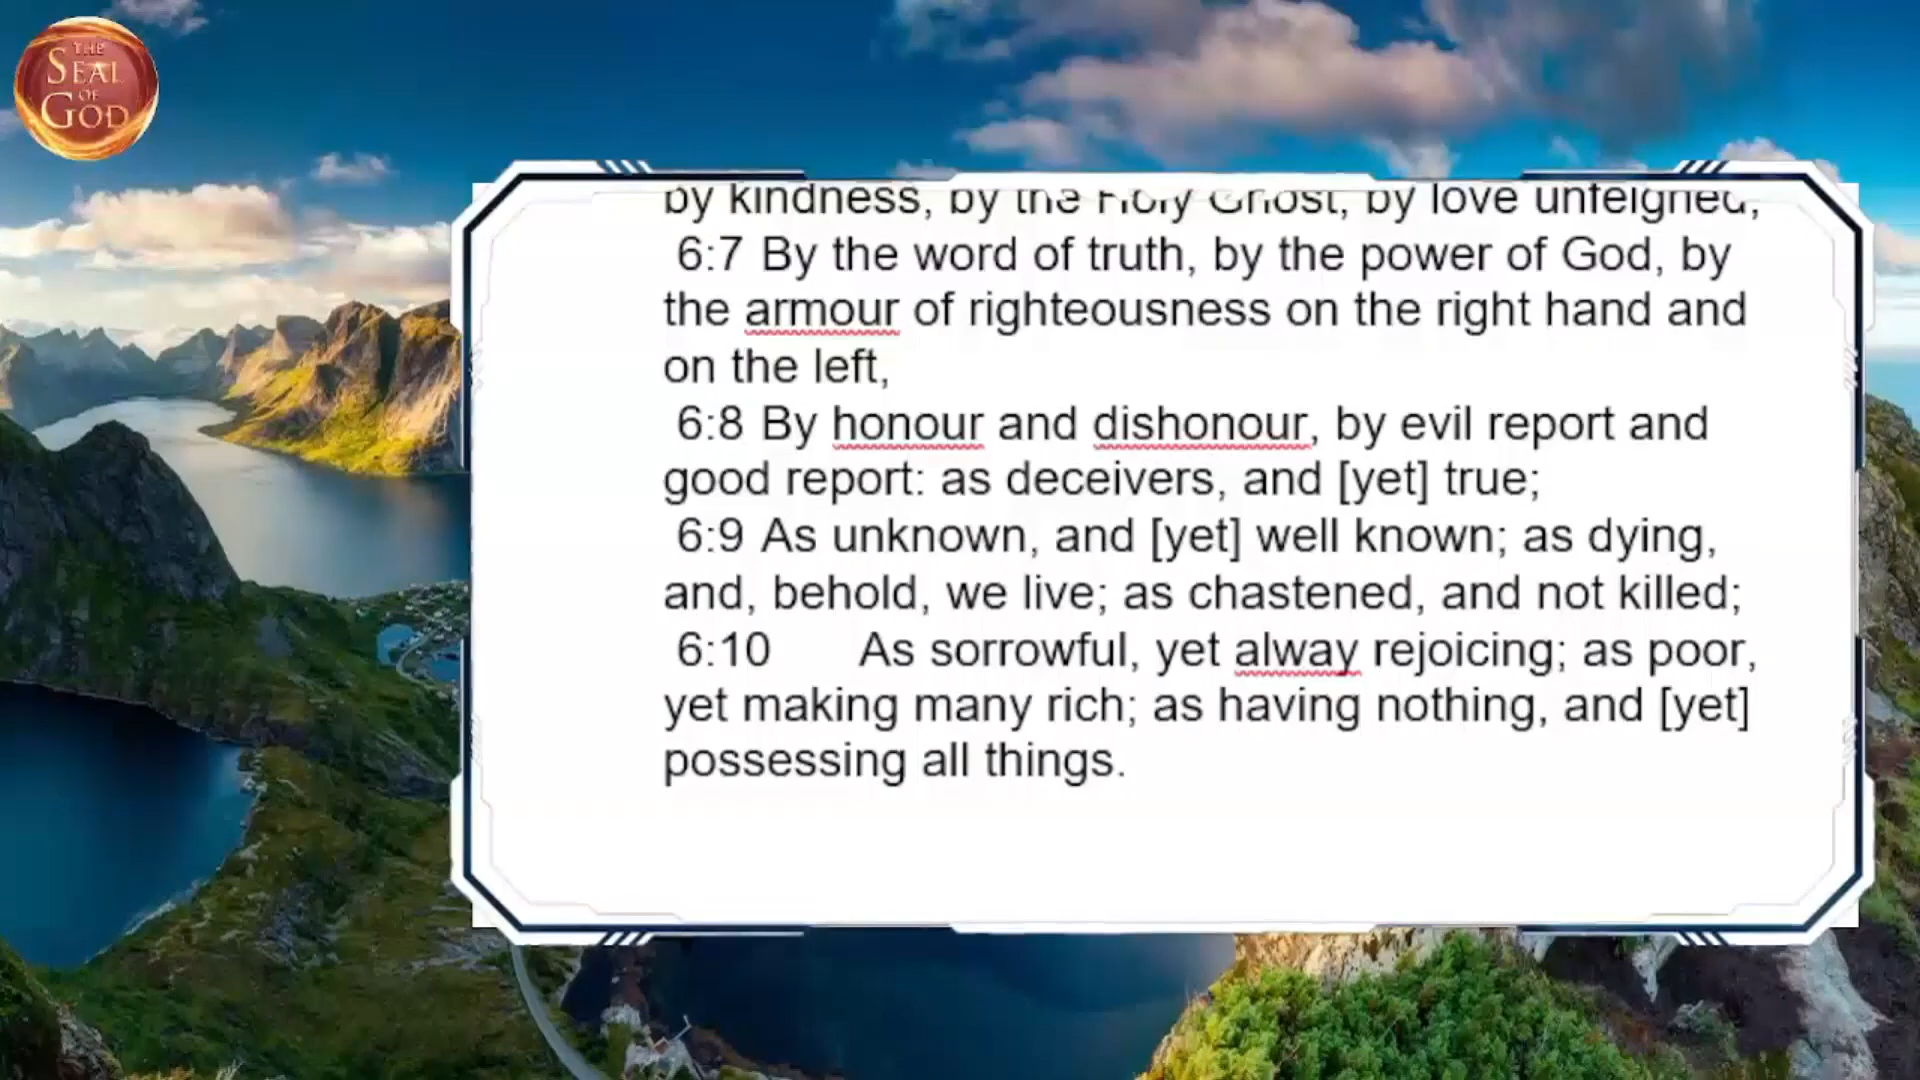 THE
SEAL
OF
GOD
by kindness, by the Holy Ghost, by love unfeigned,
6:7 By the word of truth, by the power of God, by
the armour of righteousness on the right hand and
on the left,
6:8 By honour and dishonour, by evil report and
good report: as deceivers, and [yet] true;
6:9 As unknown, and [yet] well known; as dying,
and, behold, we live; as chastened, and not killed;
6:10 As sorrowful, yet alway rejoicing; as poor,
yet making many rich; as having nothing, and [yet]
possessing all things.